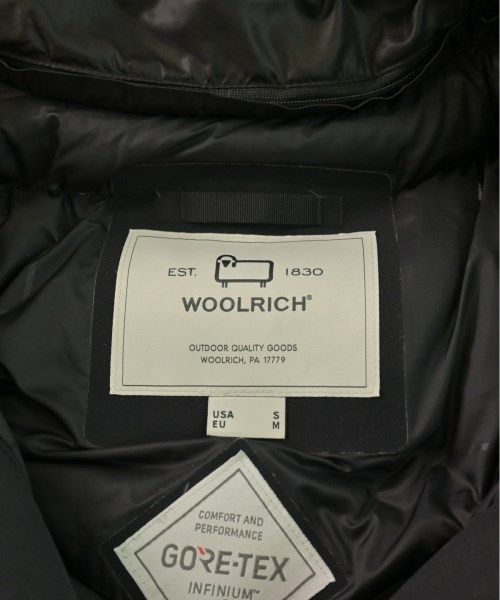 EST. 1830
WOOLRICH®
OUTDOOR QUALITY GOODS
WOOLRICH, PA 17779
USA S
EU M
COMFORT AND
PERFORMANCE
GORE-TEX
INFINIUM™